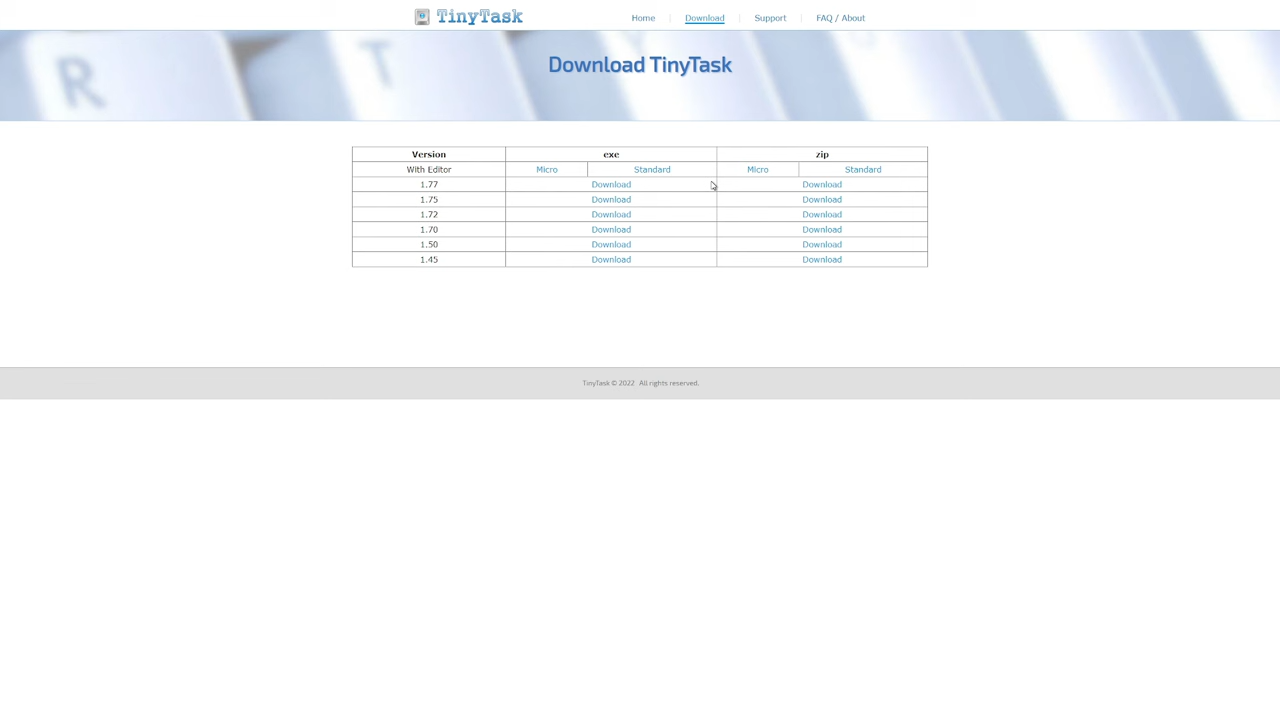 TinyTask
Home
Download
Support
FAQ / About
R T Y U
Download TinyTask
Version exe zip
With Editor Micro Standard Micro Standard
1.77 Download Download
1.75 Download Download
1.72 Download Download
1.70 Download Download
1.50 Download Download
1.45 Download Download
TinyTask © 2022 All rights reserved.